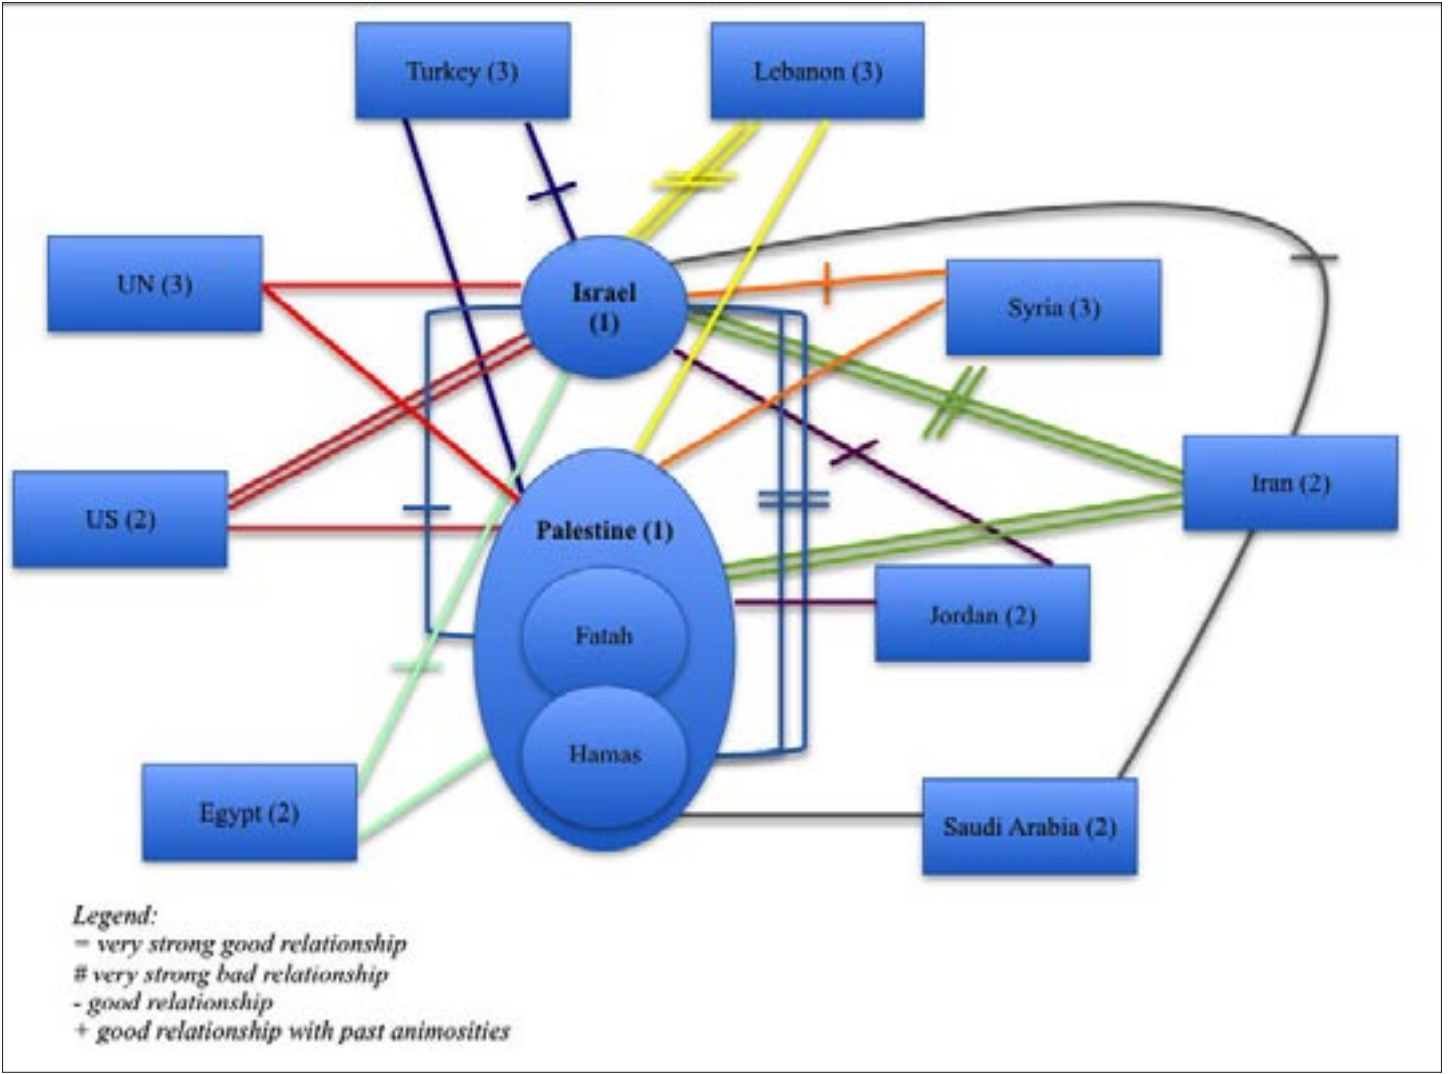 Turkey (3)
Lebanon (3)
UN (3)
Israel
(1)
Syria (3)
US (2)
Palestine (1)
Iran (2)
Fatah
Jordan (2)
Hamas
Egypt (2)
Saudi Arabia (2)
Legend:
= very strong good relationship
# very strong bad relationship
- good relationship
+ good relationship with past animosities